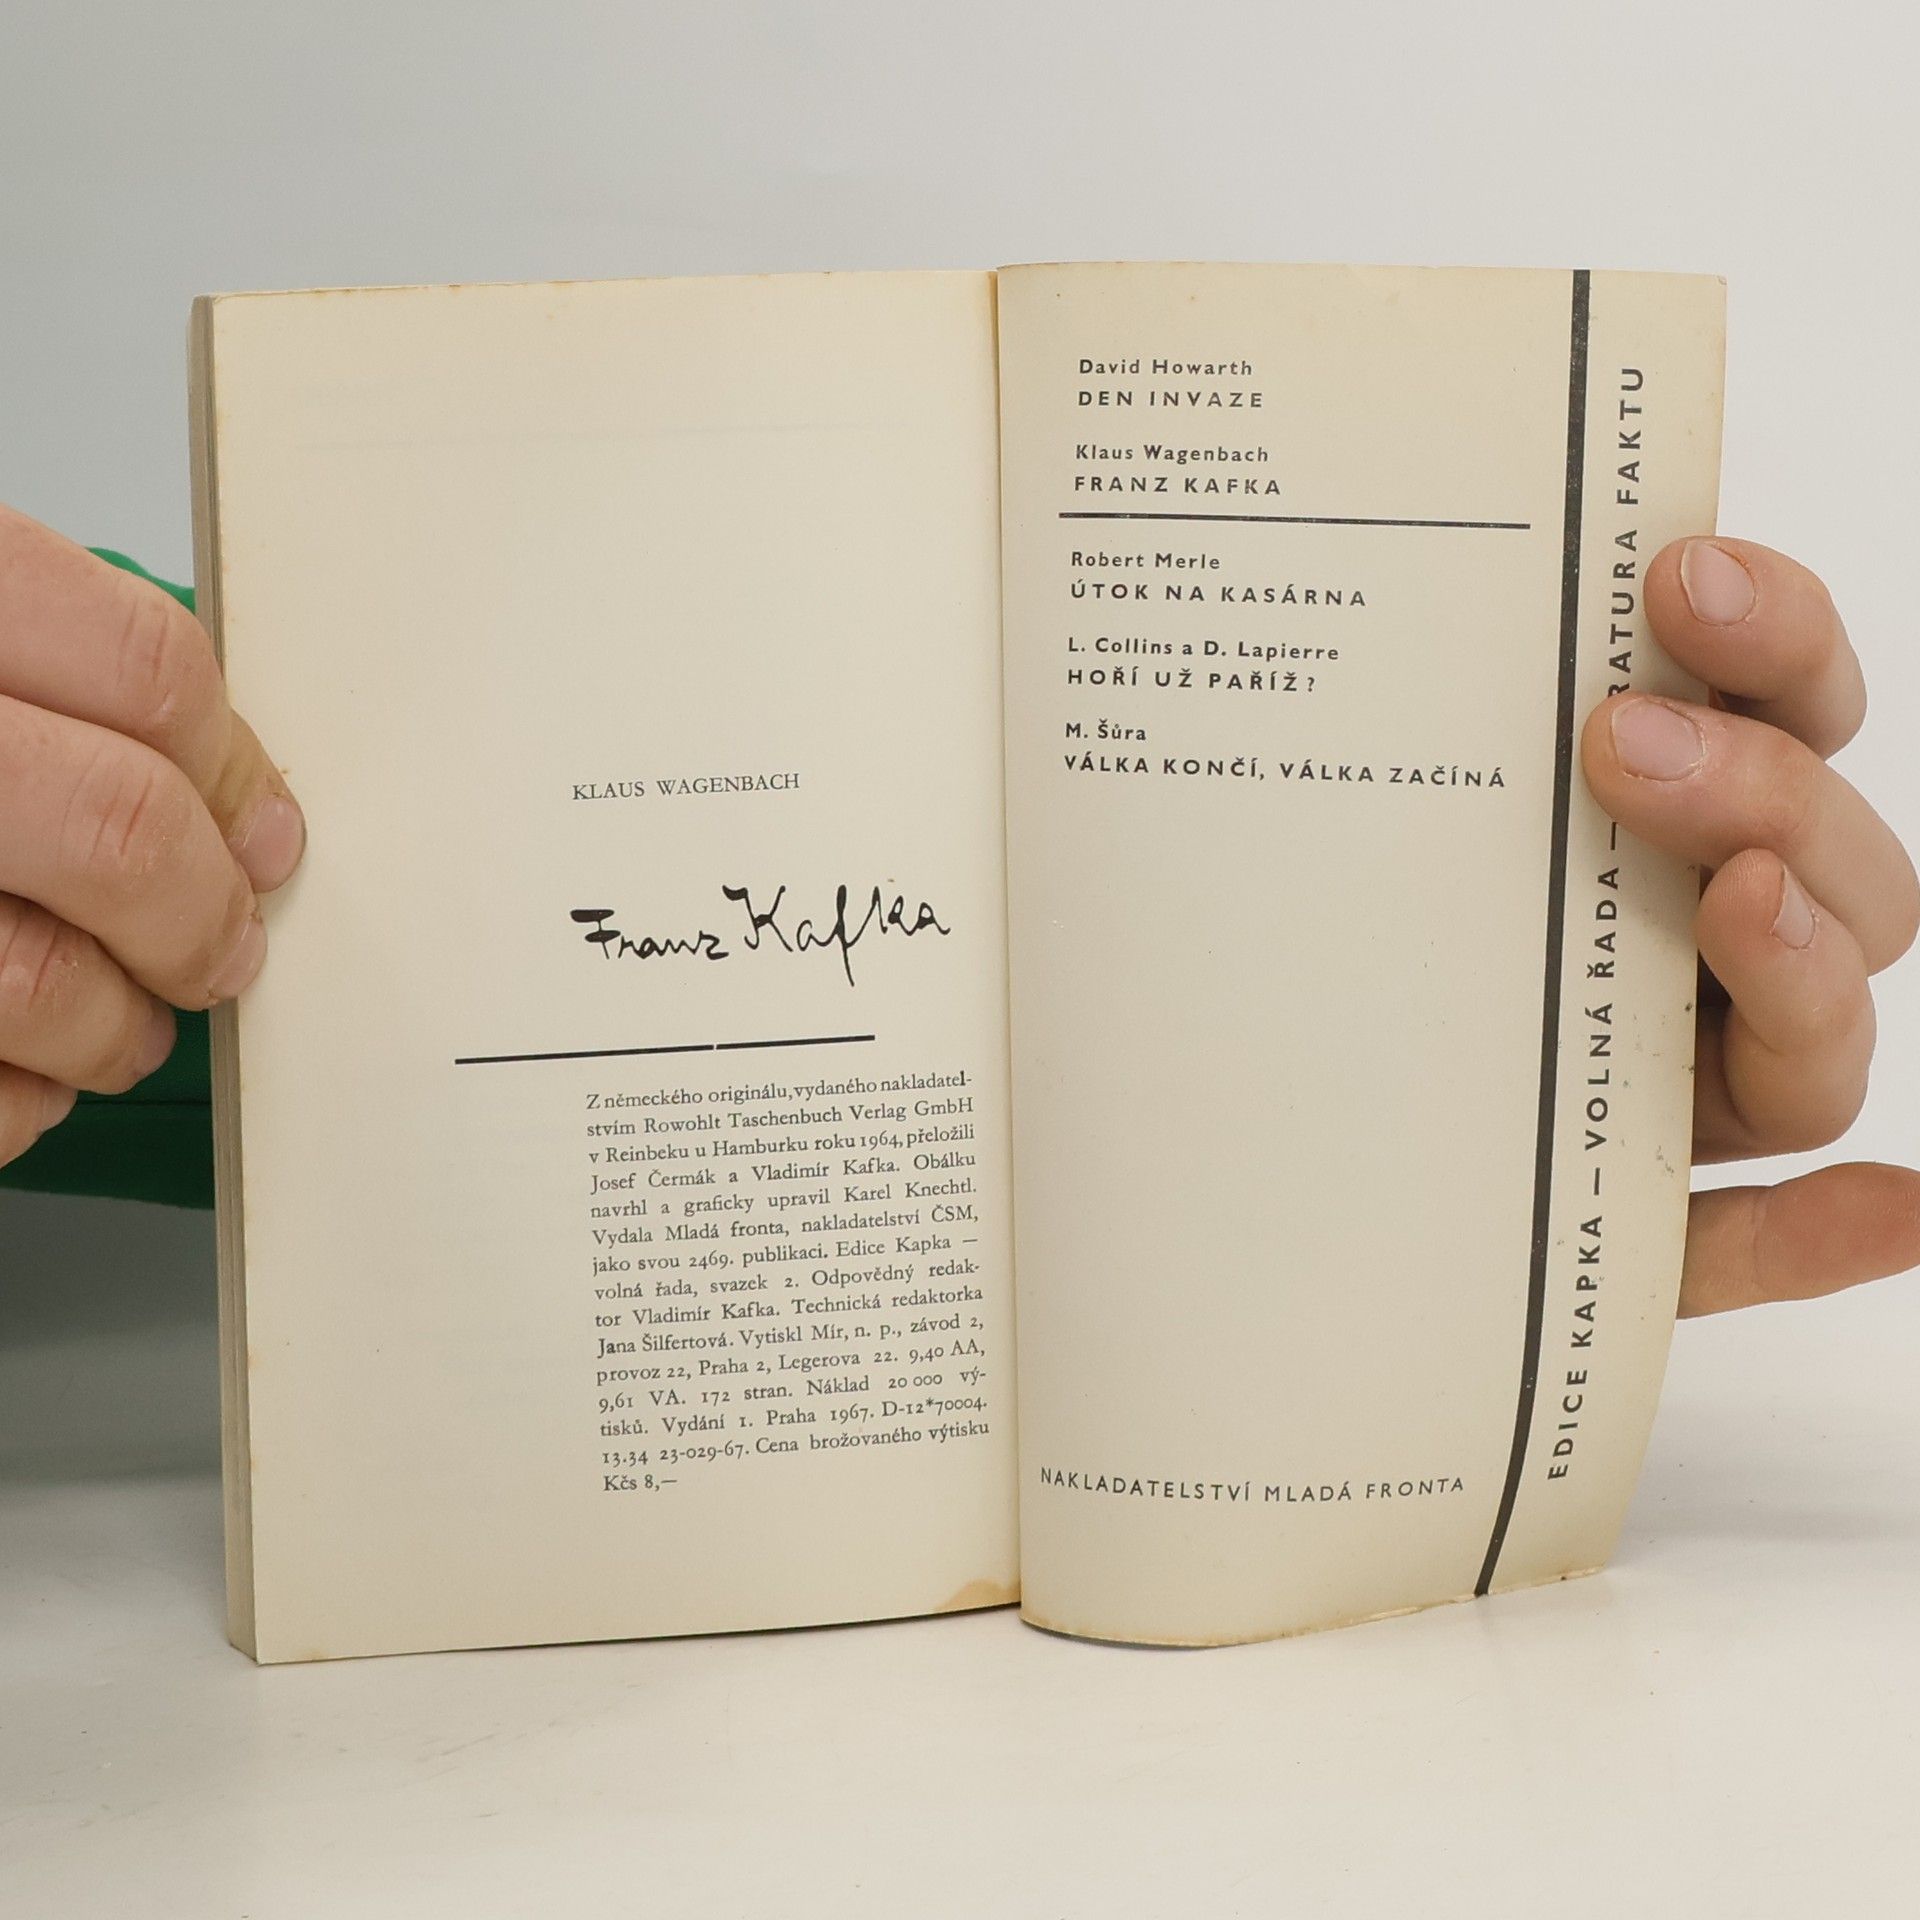 KLAUS WAGENBACH
Franz Kafka
Z německého originálu, vydaného nakladatel-
stvím Rowohlt Taschenbuch Verlag GmbH
v Reinbeku u Hamburku roku 1964, přeložili
Josef Čermák a Vladimír Kafka. Obálku
navrhl a graficky upravil Karel Knechtl.
Vydala Mladá fronta, nakladatelství ČSM,
jako svou 2469. publikaci. Edice Kapka —
volná řada, svazek 2. Odpovědný redak-
tor Vladimír Kafka. Technická redaktorka
Jana Šilfertová. Vytiskl Mír, n. p., závod 2,
provoz 22, Praha 2, Legerova 22. 9,40 AA,
9,61 VA. 172 stran. Náklad 20 000 vý-
tisků. Vydání 1. Praha 1967. D-12*70004.
13.34 23-029-67. Cena brožovaného výtisku
Kčs 8,—
David Howarth
DEN INVAZE
Klaus Wagenbach
FRANZ KAFKA
Robert Merle
ÚTOK NA KASÁRNA
L. Collins a D. Lapierre
HOŘÍ UŽ PAŘÍŽ?
M. Šůra
VÁLKA KONČÍ, VÁLKA ZAČÍNÁ
NAKLADATELSTVÍ MLADÁ FRONTA
EDICE KAPKA — VOLNÁ ŘADA — RATURA FAKTU